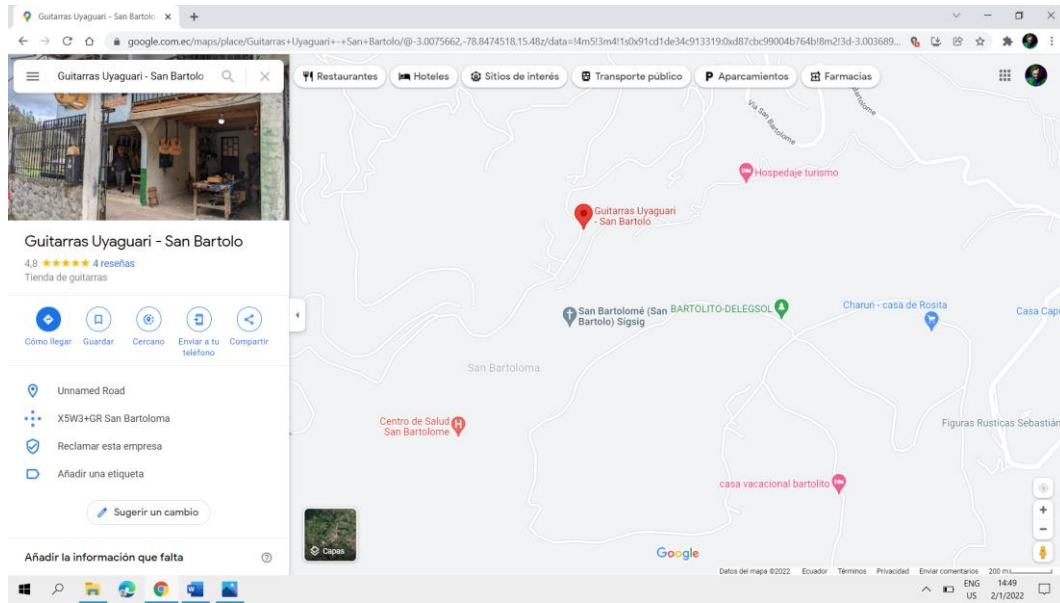 Guitarras Uyaguari - San Bartolo
google.com.ec/maps/place/Guitarras+Uyaguari+-+San+Bartolo/@-3.0075662,-78.8474518,15.48z/data=!4m5!3m4!1s0x91cd1de34c913319:0xd87cbc99004b764b!8m2!3d-3.003689...
Guitarras Uyaguari - San Bartolo
Restaurantes
Hoteles
Sitios de interés
Transporte público
P Aparcamientos
Farmacias
Guitarras Uyaguari - San Bartolo
4,8 4 reseñas
Tienda de guitarras
Cómo llegar
Guardar
Cercano
Enviar a tu
teléfono
Compartir
Unnamed Road
X5W3+GR San Bartoloma
Reclamar esta empresa
Añadir una etiqueta
Sugerir un cambio
Añadir la información que falta
Via San Bartolome
Hospedaje turismo
Guitarras Uyaguari
- San Bartolo
San Bartolomé (San
Bartolo) Sígsig
BARTOLITO-DELEGSOL
Charun - casa de Rosita
Casa Cap
San Bartoloma
Centro de Salud
San Bartolome
H
Figuras Rusticas Sebastián
casa vacacional bartolito
Capas
Google
Datos del mapa ©2022 Ecuador Términos Privacidad Enviar comentarios 200 m
ENG
US
14:49
2/1/2022